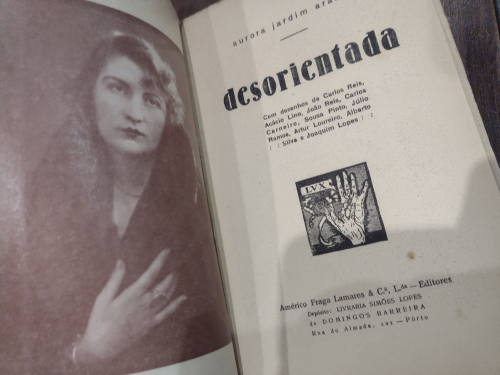 aurora jardim
desorientada
Com desenhos de Carlos Reis,
Acácio Lino, João Reis, Carlos
Carneiro, Sousa Pinto, Júlio
Ramos, Artur Loureiro, Alberto
: : Silva e Joaquim Lopes : :
LVX
Américo Fraga Lamares & C.ª, L.da — Editores
Depósito: LIVRARIA SIMÕES LOPES
de DOMINGOS BARREIRA
Rua do Almada, — Pôrto